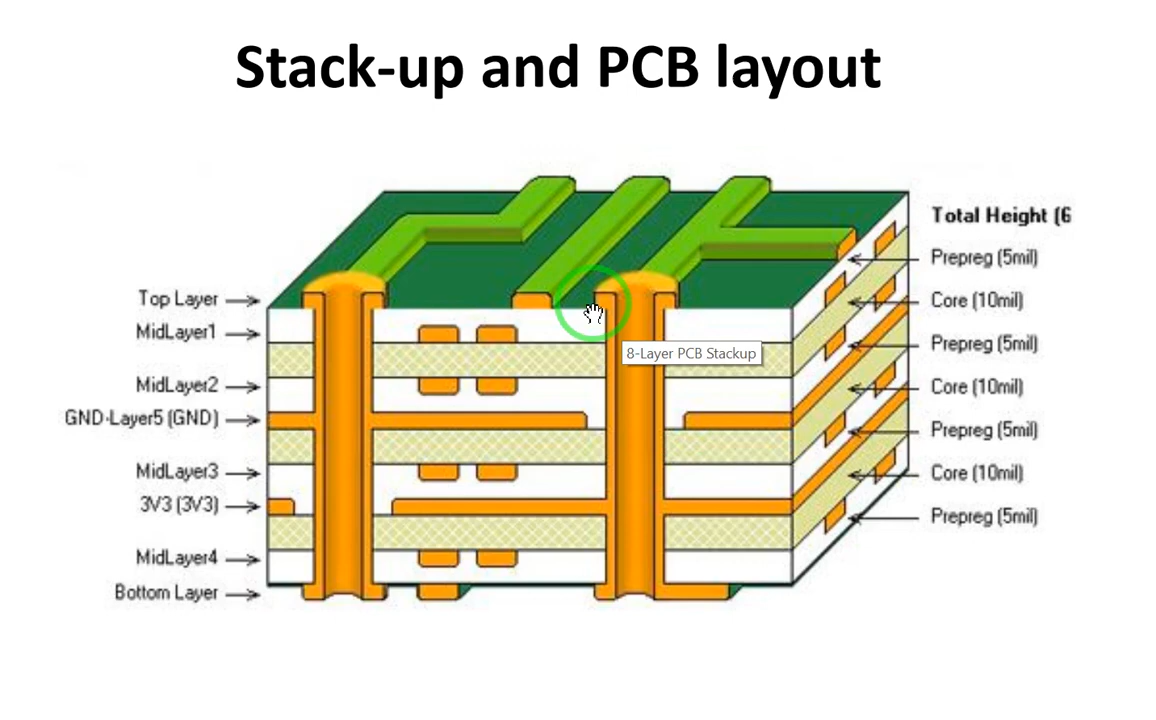 Stack-up and PCB layout
Total Height (6
Prepreg (5mil)
Top Layer
Core (10mil)
MidLayer1
Prepreg (5mil)
8-Layer PCB Stackup
MidLayer2
Core (10mil)
GND-Layer5 (GND)
Prepreg (5mil)
MidLayer3
Core (10mil)
3V3 (3V3)
Prepreg (5mil)
MidLayer4
Bottom Layer